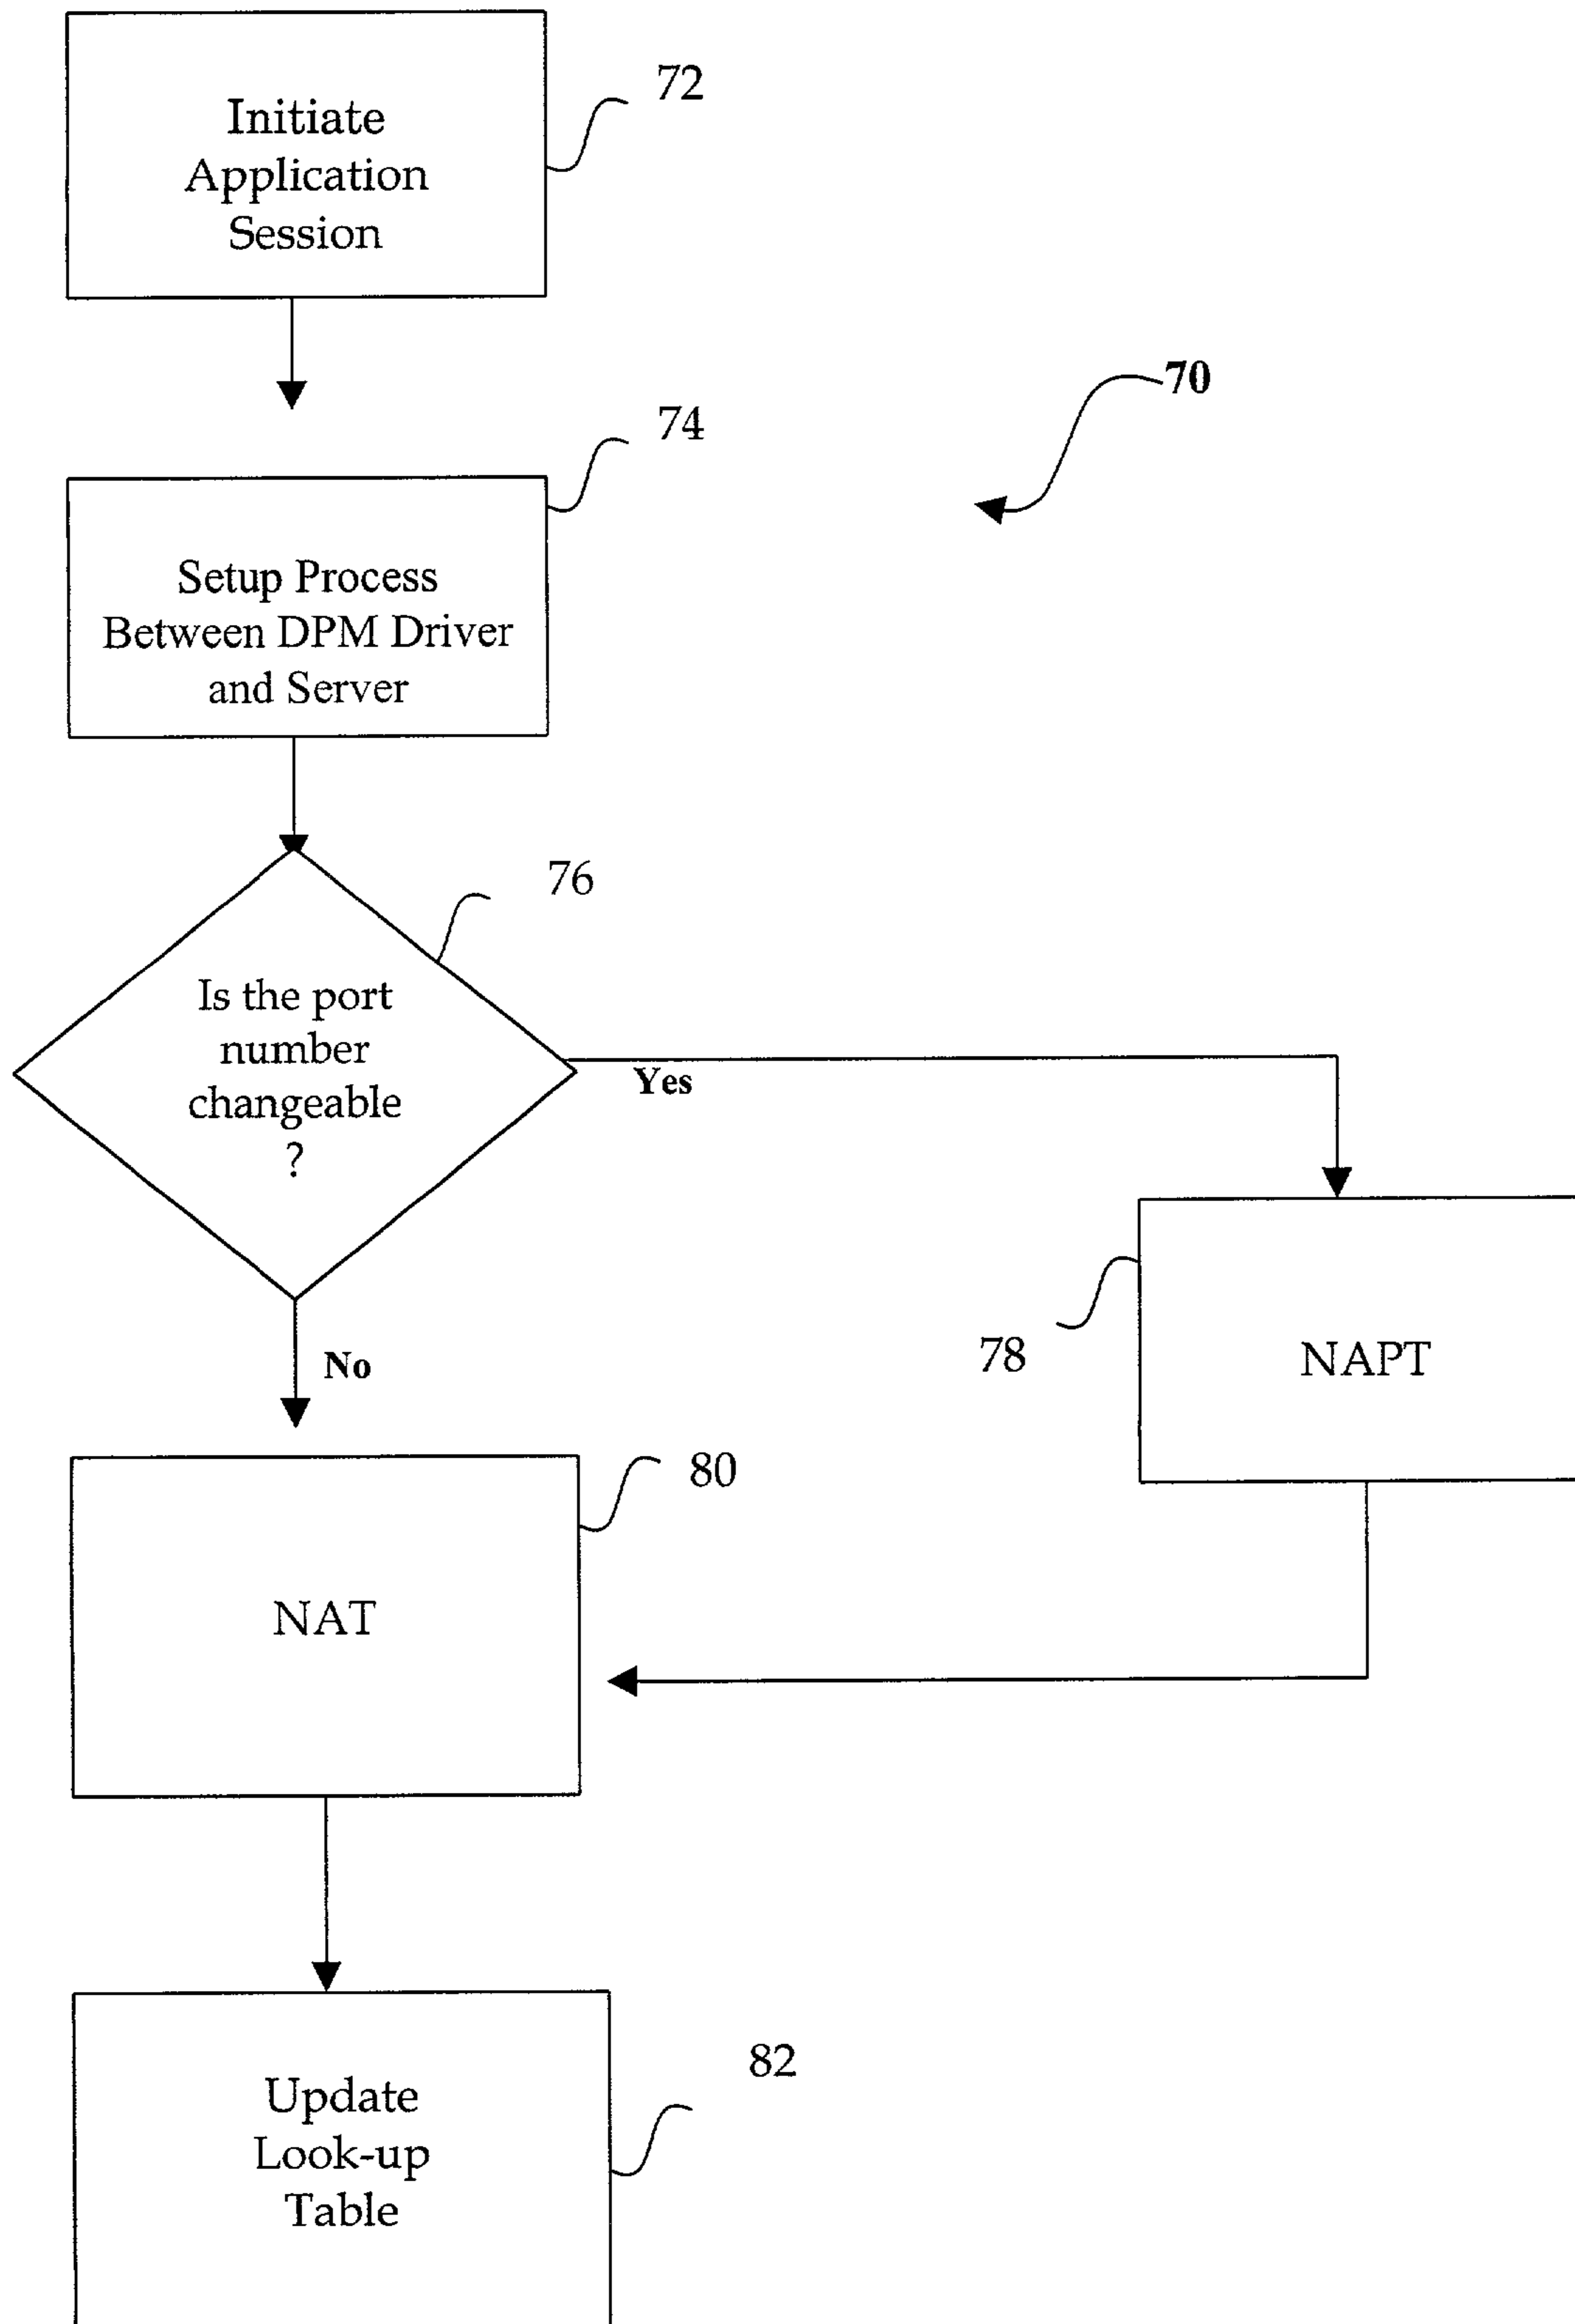 72
Initiate
Application
Session
70
74
Setup Process
Between DPM Driver
and Server
76
Is the port
number
changeable
?
Yes
No
78
NAPT
80
NAT
82
Update
Look-up
Table